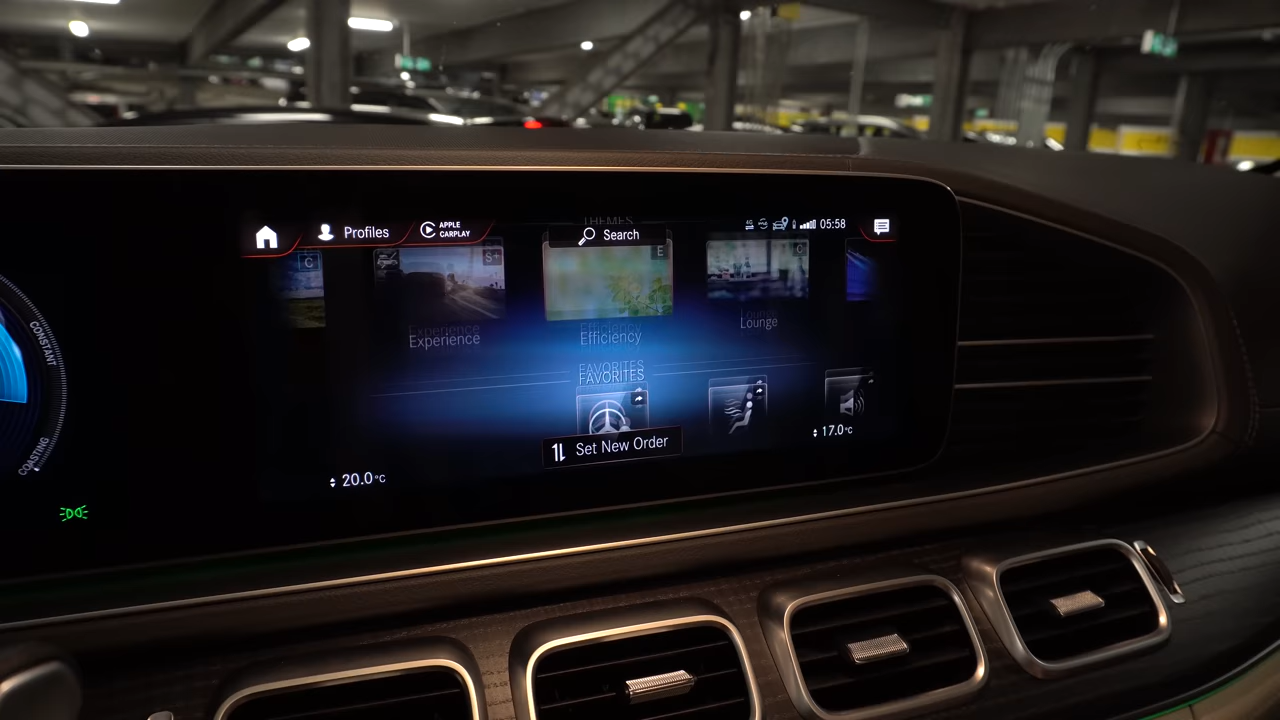 THEMES
Profiles
APPLE
CARPLAY
Search
4G
05:58
C
S+
E
C
Experience
Experience
Efficiency
Efficiency
Lounge
Lounge
FAVORITES
FAVORITES
Set New Order
20.0°C
17.0°C
CONSTANT
COASTING